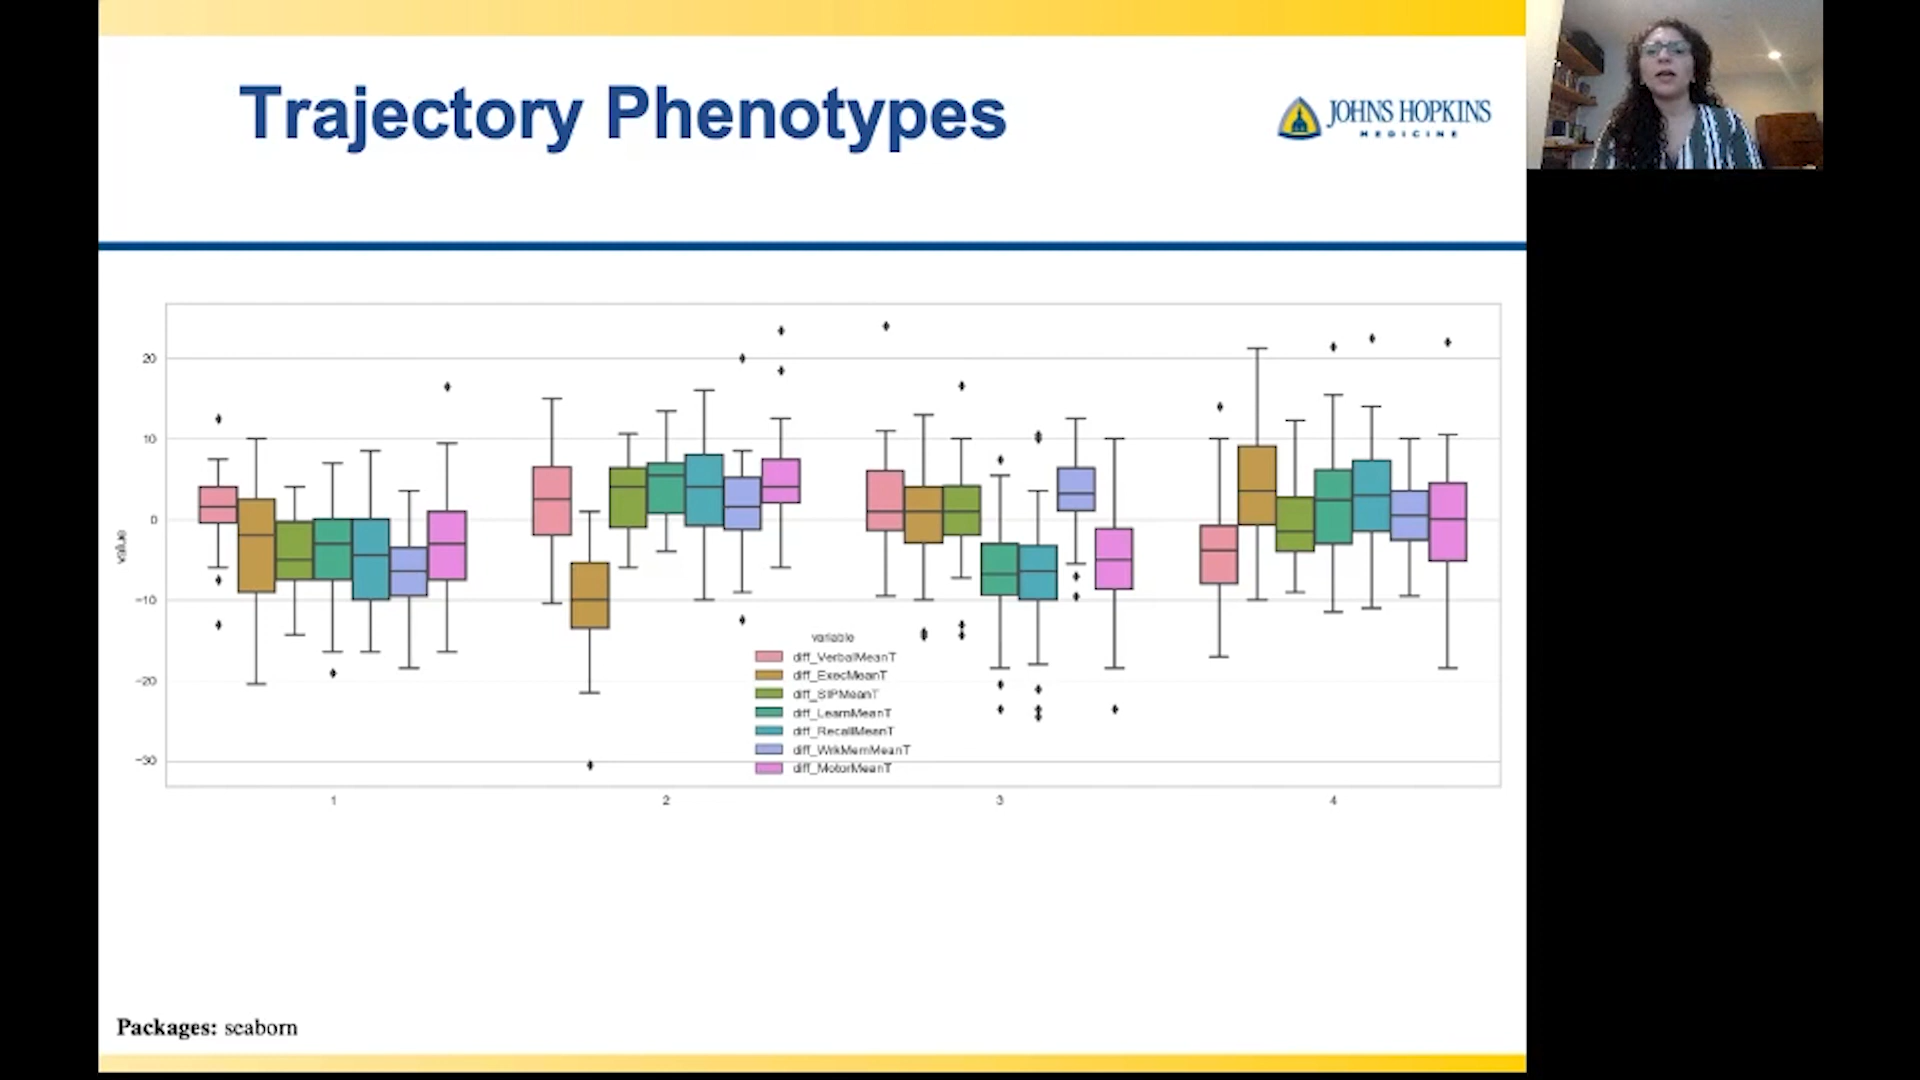 Trajectory Phenotypes
JOHNS HOPKINS
MEDICINE
value
20
10
0
-10
-20
-30
variable
diff_VerbalMeanT
diff_ExecMeanT
diff_SIPMeanT
diff_LearnMeanT
diff_RecallMeanT
diff_WrkMemMeanT
diff_MotorMeanT
1 2 3 4
Packages: seaborn